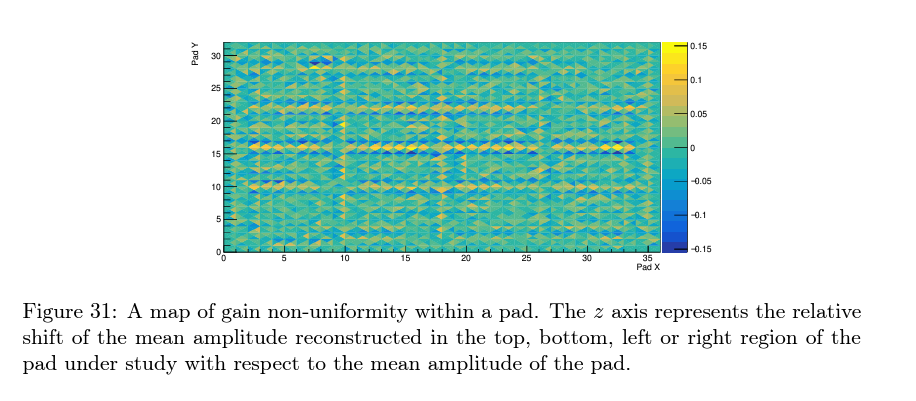 Pad Y
30
25
20
15
10
5
0
0 5 10 15 20 25 30 35
Pad X
0.15
0.1
0.05
0
−0.05
−0.1
−0.15
Figure 31: A map of gain non-uniformity within a pad. The z axis represents the relative
shift of the mean amplitude reconstructed in the top, bottom, left or right region of the
pad under study with respect to the mean amplitude of the pad.